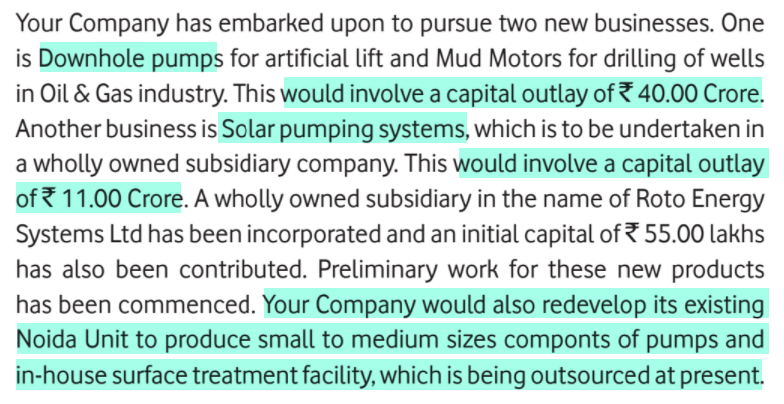 Your Company has embarked upon to pursue two new businesses. One
is Downhole pumps for artificial lift and Mud Motors for drilling of wells
in Oil & Gas industry. This would involve a capital outlay of ₹ 40.00 Crore.
Another business is Solar pumping systems, which is to be undertaken in
a wholly owned subsidiary company. This would involve a capital outlay
of ₹ 11.00 Crore. A wholly owned subsidiary in the name of Roto Energy
Systems Ltd has been incorporated and an initial capital of ₹ 55.00 lakhs
has also been contributed. Preliminary work for these new products
has been commenced. Your Company would also redevelop its existing
Noida Unit to produce small to medium sizes componts of pumps and
in-house surface treatment facility, which is being outsourced at present.